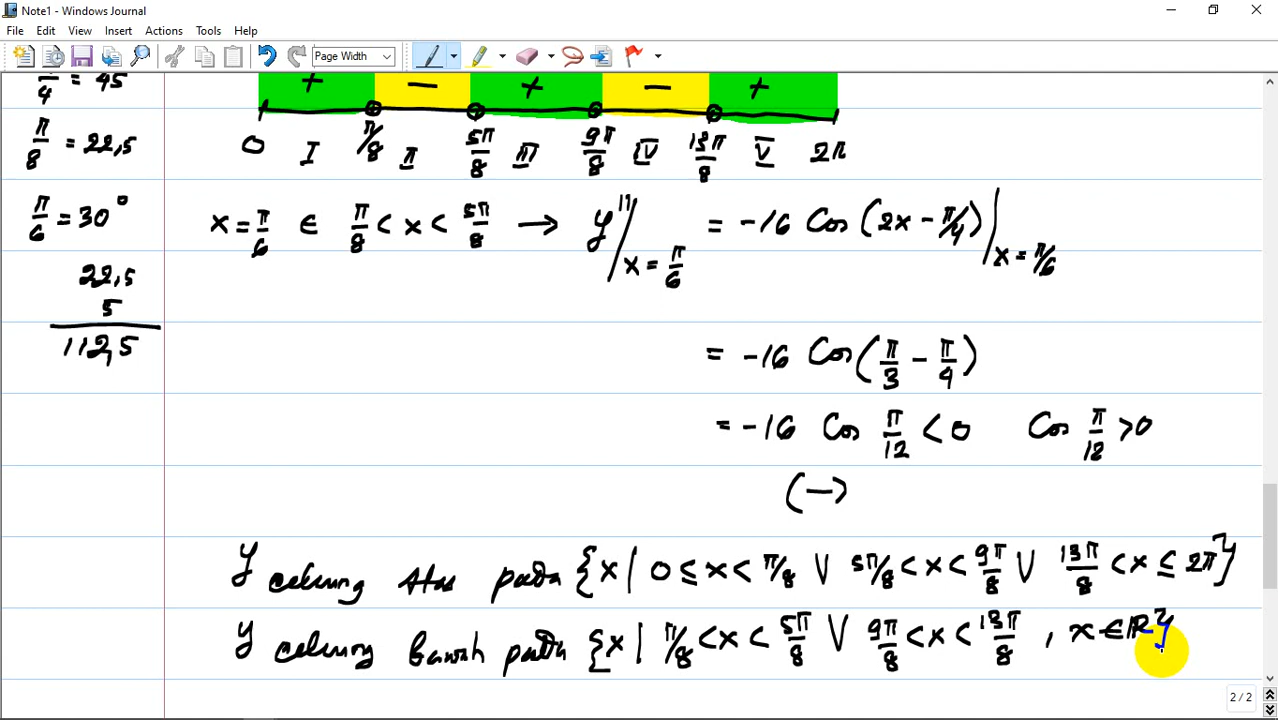 Note1 - Windows Journal
File Edit View Insert Actions Tools Help
Page Width
π/4 = 45
+ − + − +
π/8 = 22,5
0 I π/8 II 5π/8 III 9π/8 IV 13π/8 V 2π
π/6 = 30°
x = π/6 ∈ π/8 < x < 5π/8 → y''|x = π/6 = -16 Cos (2x - π/4)|x = π/6
22,5
5
112,5
= -16 Cos (π/3 - π/4)
= -16 Cos π/12 < 0 Cos π/12 > 0
(−)
y cekung atas pada {x | 0 ≤ x < π/8 V 5π/8 < x < 9π/8 V 13π/8 < x ≤ 2π}
y cekung bawah pada {x | π/8 < x < 5π/8 V 9π/8 < x < 13π/8 , x ∈ R}
2 / 2